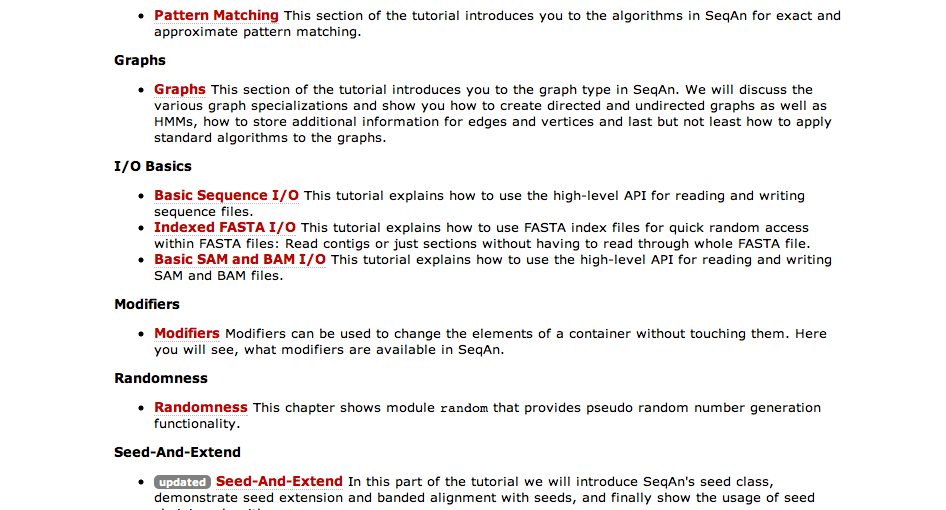 Pattern Matching This section of the tutorial introduces you to the algorithms in SeqAn for exact and
approximate pattern matching.
Graphs
Graphs This section of the tutorial introduces you to the graph type in SeqAn. We will discuss the
various graph specializations and show you how to create directed and undirected graphs as well as
HMMs, how to store additional information for edges and vertices and last but not least how to apply
standard algorithms to the graphs.
I/O Basics
Basic Sequence I/O This tutorial explains how to use the high-level API for reading and writing
sequence files.
Indexed FASTA I/O This tutorial explains how to use FASTA index files for quick random access
within FASTA files: Read contigs or just sections without having to read through whole FASTA file.
Basic SAM and BAM I/O This tutorial explains how to use the high-level API for reading and writing
SAM and BAM files.
Modifiers
Modifiers Modifiers can be used to change the elements of a container without touching them. Here
you will see, what modifiers are available in SeqAn.
Randomness
Randomness This chapter shows module random that provides pseudo random number generation
functionality.
Seed-And-Extend
updated Seed-And-Extend In this part of the tutorial we will introduce SeqAn's seed class,
demonstrate seed extension and banded alignment with seeds, and finally show the usage of seed